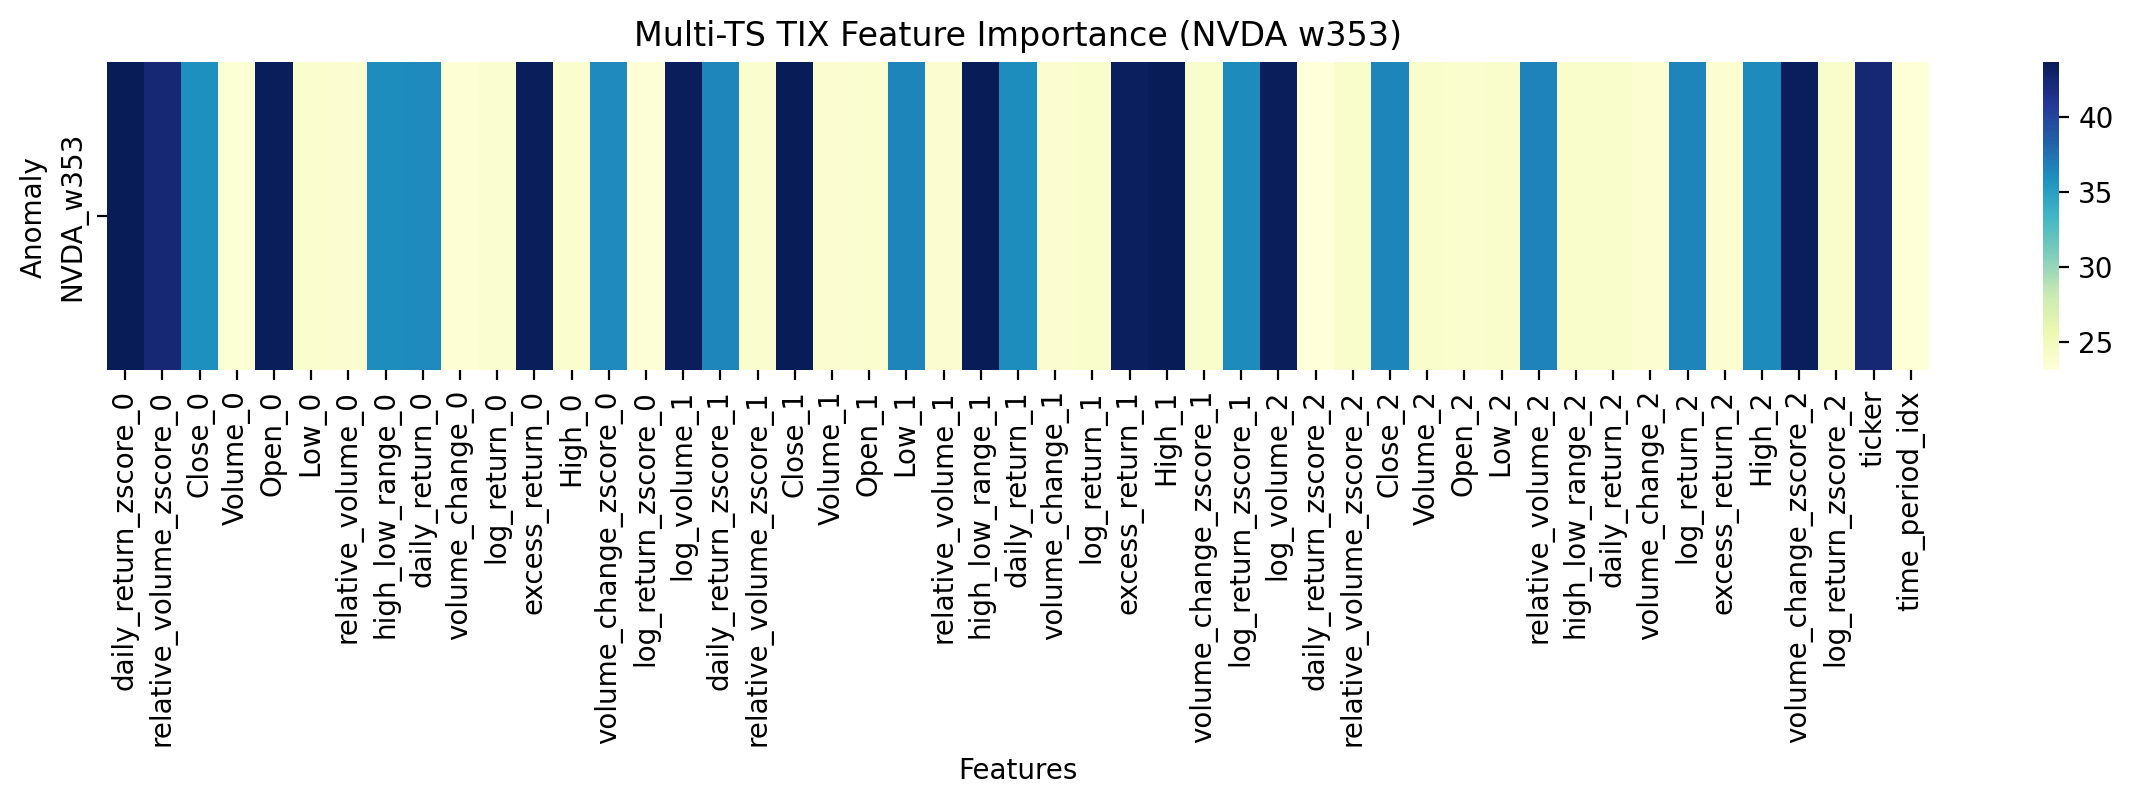 Multi-TS TIX Feature Importance (NVDA w353)
Anomaly
NVDA_w353
40
35
30
25
daily_return_zscore_0
relative_volume_zscore_0
Close_0
Volume_0
Open_0
Low_0
relative_volume_0
high_low_range_0
daily_return_0
volume_change_0
log_return_0
excess_return_0
High_0
volume_change_zscore_0
log_return_zscore_0
log_volume_1
daily_return_zscore_1
relative_volume_zscore_1
Close_1
Volume_1
Open_1
Low_1
relative_volume_1
high_low_range_1
daily_return_1
volume_change_1
log_return_1
excess_return_1
High_1
volume_change_zscore_1
log_return_zscore_1
log_volume_2
daily_return_zscore_2
relative_volume_zscore_2
Close_2
Volume_2
Open_2
Low_2
relative_volume_2
high_low_range_2
daily_return_2
volume_change_2
log_return_2
excess_return_2
High_2
volume_change_zscore_2
log_return_zscore_2
ticker
time_period_idx
Features